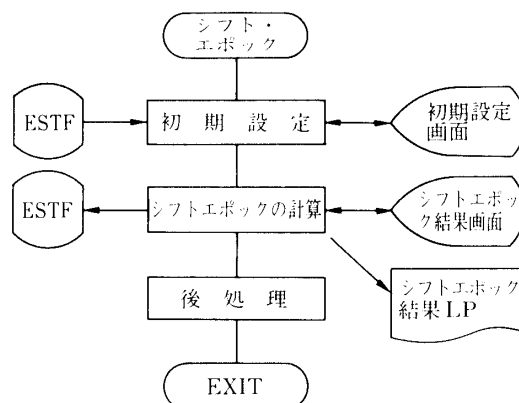 シフト・
エポック
ESTF
初期設定
初期設定
画面
ESTF
シフトエポックの計算
シフトエポッ
ク結果画面
後処理
シフトエポック
結果LP
EXIT